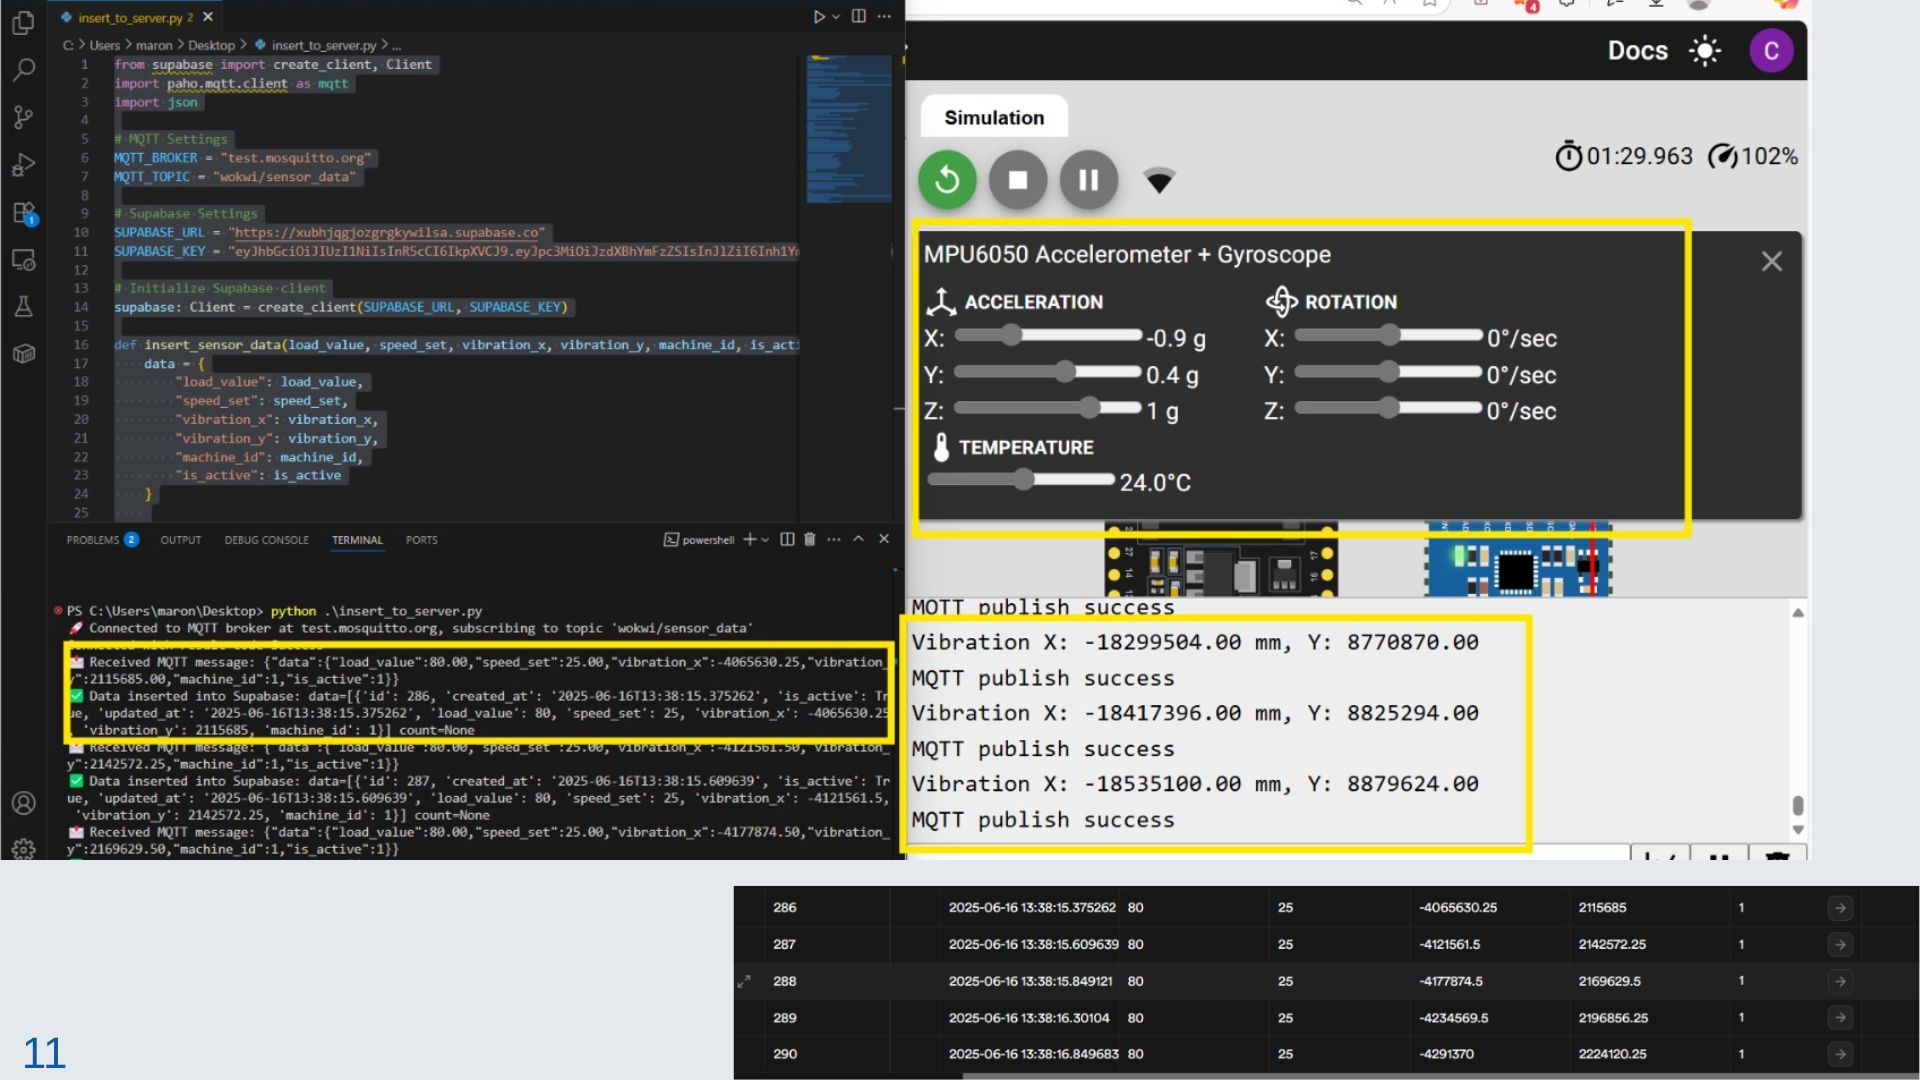 insert_to_server.py 2
C: > Users > maron > Desktop > insert_to_server.py > ...
1 from supabase import create_client, Client
2 import paho.mqtt.client as mqtt
3 import json
4
5 # MQTT Settings
6 MQTT_BROKER = "test.mosquitto.org"
7 MQTT_TOPIC = "wokwi/sensor_data"
8
9 # Supabase Settings
10 SUPABASE_URL = "https://xubhjqgjozgrgkywilsa.supabase.co"
11 SUPABASE_KEY = "eyJhbGciOiJIUzI1NiIsInR5cCI6IkpXVCJ9.eyJpc3MiOiJzdXBhYmFzZSIsInJlZiI6Inh1Ym
12
13 # Initialize Supabase client
14 supabase: Client = create_client(SUPABASE_URL, SUPABASE_KEY)
15
16 def insert_sensor_data(load_value, speed_set, vibration_x, vibration_y, machine_id, is_acti
17 data = {
18 "load_value": load_value,
19 "speed_set": speed_set,
20 "vibration_x": vibration_x,
21 "vibration_y": vibration_y,
22 "machine_id": machine_id,
23 "is_active": is_active
24 }
25
PROBLEMS 2 OUTPUT DEBUG CONSOLE TERMINAL PORTS powershell
PS C:\Users\maron\Desktop> python .\insert_to_server.py
🚀 Connected to MQTT broker at test.mosquitto.org, subscribing to topic 'wokwi/sensor_data'
Connected with result code Success
Received MQTT message: {"data":{"load_value":80.00,"speed_set":25.00,"vibration_x":-4065630.25,"vibration_
y":2115685.00,"machine_id":1,"is_active":1}}
✅ Data inserted into Supabase: data=[{'id': 286, 'created_at': '2025-06-16T13:38:15.375262', 'is_active': Tr
ue, 'updated_at': '2025-06-16T13:38:15.375262', 'load_value': 80, 'speed_set': 25, 'vibration_x': -4065630.25
, 'vibration_y': 2115685, 'machine_id': 1}] count=None
Received MQTT message: {"data":{"load_value":80.00,"speed_set":25.00,"vibration_x":-4121561.50,"vibration_
y":2142572.25,"machine_id":1,"is_active":1}}
✅ Data inserted into Supabase: data=[{'id': 287, 'created_at': '2025-06-16T13:38:15.609639', 'is_active': Tr
ue, 'updated_at': '2025-06-16T13:38:15.609639', 'load_value': 80, 'speed_set': 25, 'vibration_x': -4121561.5,
'vibration_y': 2142572.25, 'machine_id': 1}] count=None
Received MQTT message: {"data":{"load_value":80.00,"speed_set":25.00,"vibration_x":-4177874.50,"vibration_
y":2169629.50,"machine_id":1,"is_active":1}}
4
Docs C
Simulation
01:29.963 102%
MPU6050 Accelerometer + Gyroscope
ACCELERATION ROTATION
X: -0.9 g X: 0°/sec
Y: 0.4 g Y: 0°/sec
Z: 1 g Z: 0°/sec
TEMPERATURE
24.0°C
27 17
14 16
MQTT publish success
Vibration X: -18299504.00 mm, Y: 8770870.00
MQTT publish success
Vibration X: -18417396.00 mm, Y: 8825294.00
MQTT publish success
Vibration X: -18535100.00 mm, Y: 8879624.00
MQTT publish success
286 2025-06-16 13:38:15.375262 80 25 -4065630.25 2115685 1
287 2025-06-16 13:38:15.609639 80 25 -4121561.5 2142572.25 1
288 2025-06-16 13:38:15.849121 80 25 -4177874.5 2169629.5 1
289 2025-06-16 13:38:16.30104 80 25 -4234569.5 2196856.25 1
290 2025-06-16 13:38:16.849683 80 25 -4291370 2224120.25 1
11